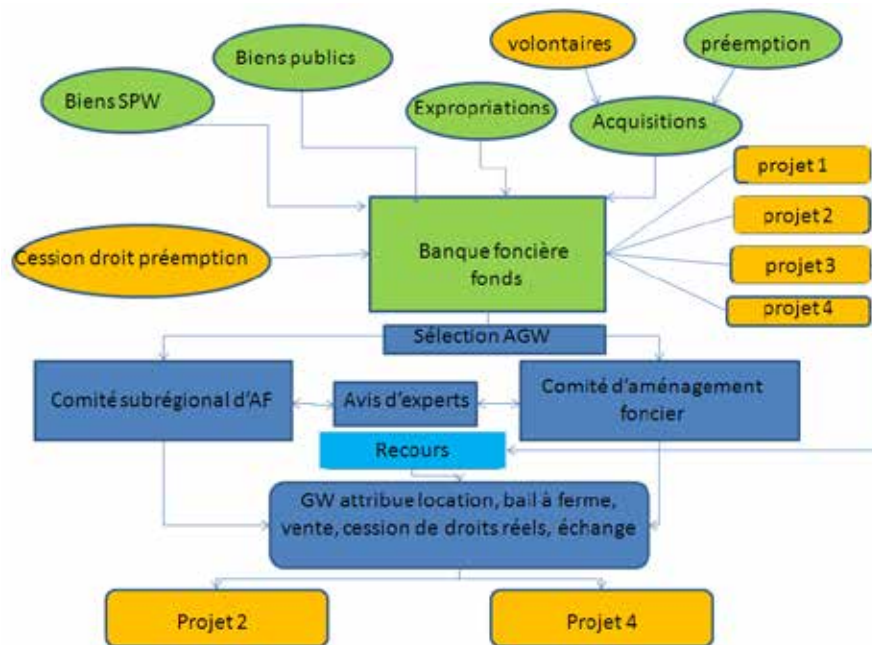 volontaires
préemption
Biens publics
Biens SPW
Expropriations
Acquisitions
projet 1
projet 2
projet 3
projet 4
Cession droit préemption
Banque foncière
fonds
Sélection AGW
Comité subrégional d'AF
Avis d'experts
Comité d'aménagement
foncier
Recours
GW attribue location, bail à ferme,
vente, cession de droits réels, échange
Projet 2
Projet 4